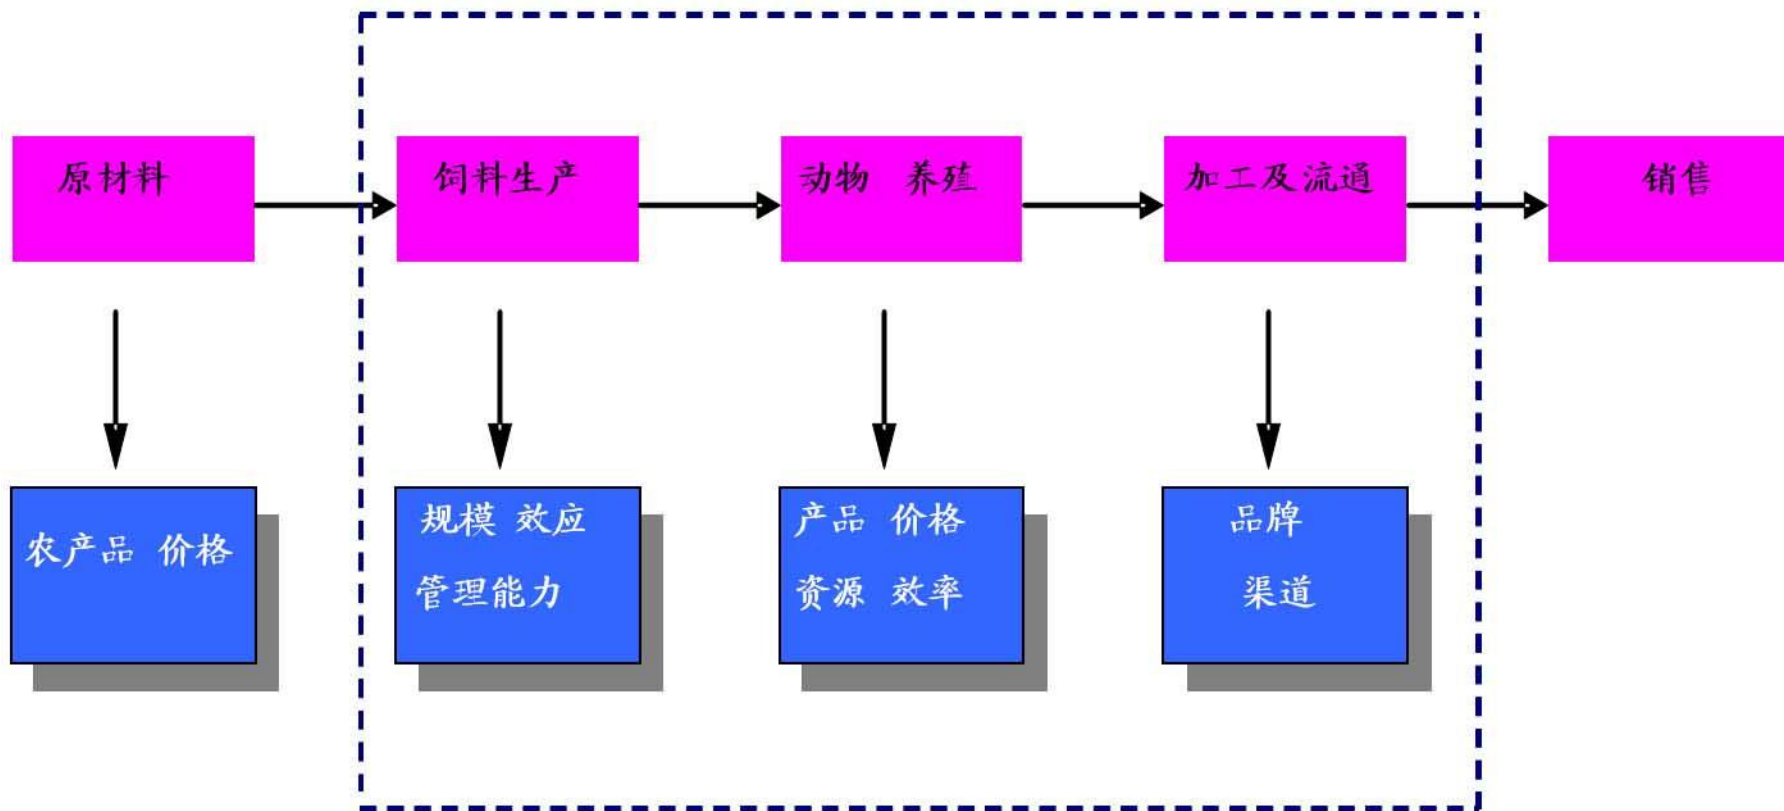 原材料
饲料生产
动物 养殖
加工及流通
销售
农产品 价格
规模 效应
管理能力
产品 价格
资源 效率
品牌
渠道